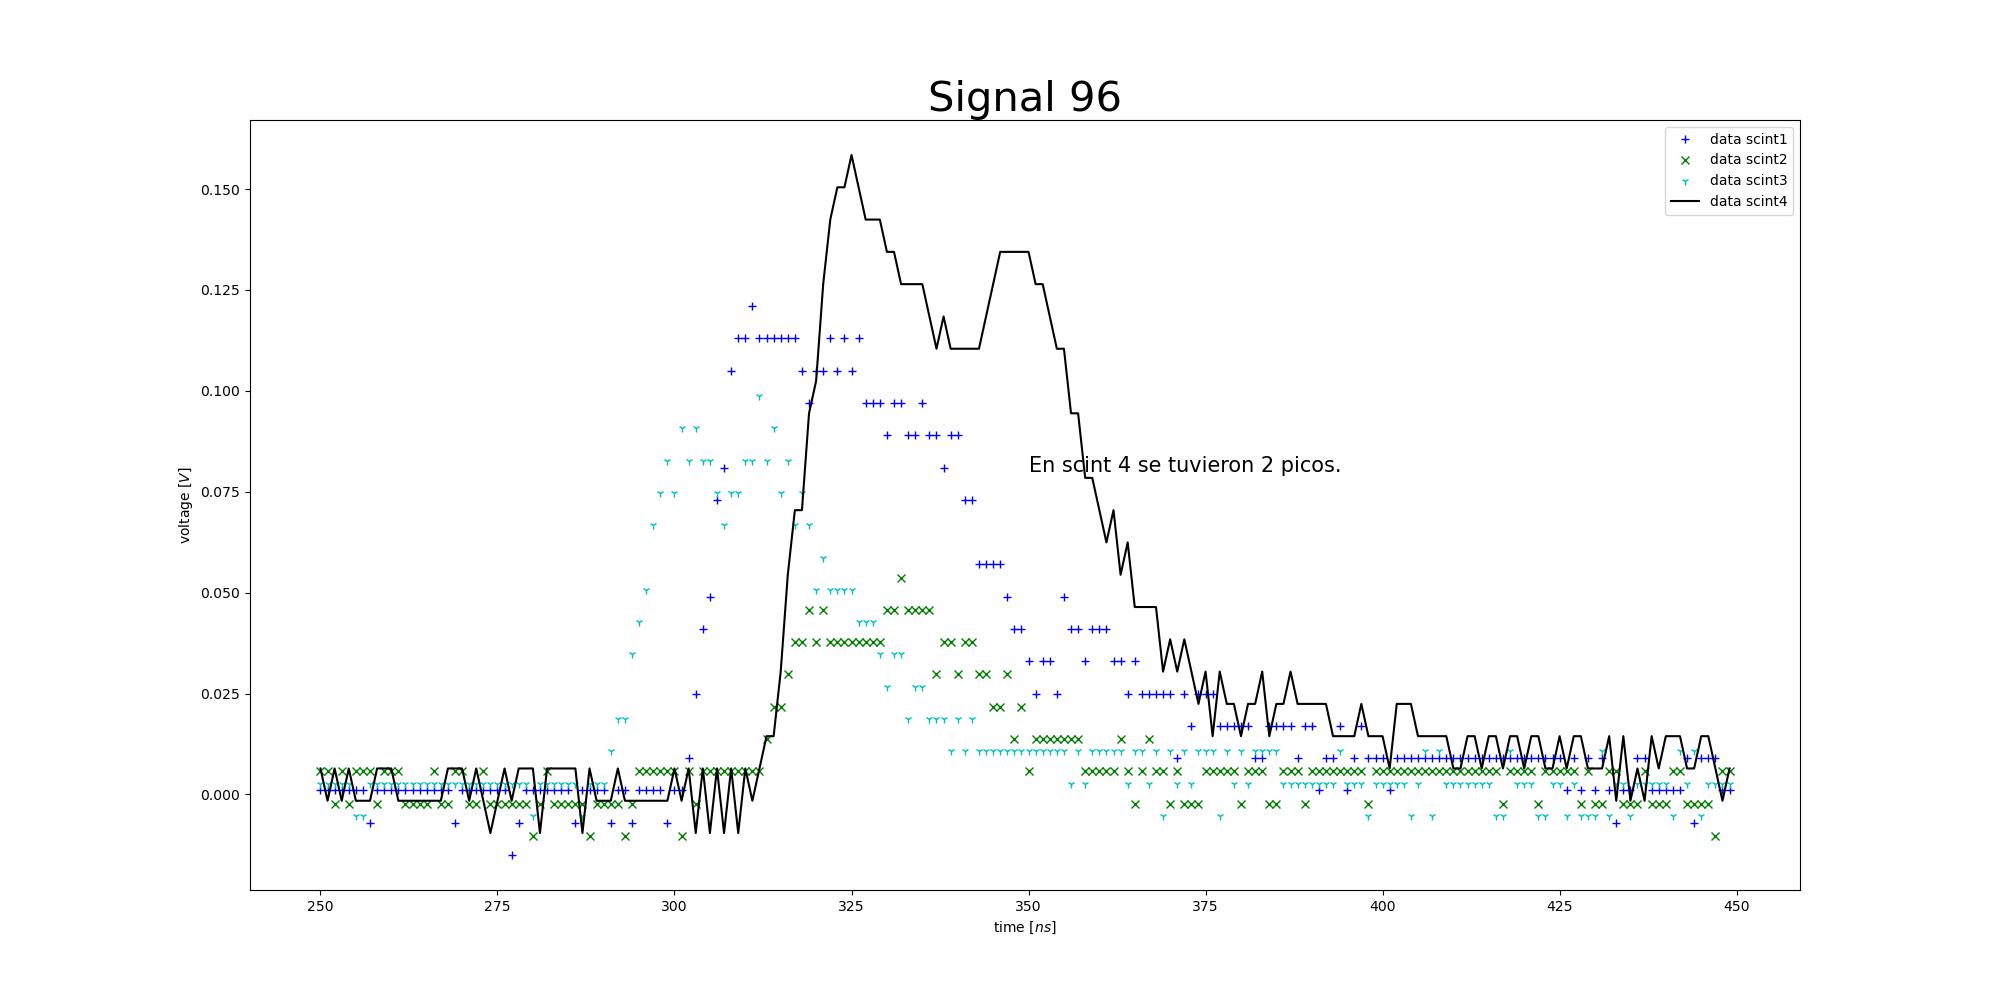 Signal 96
data scint1
data scint2
data scint3
data scint4
0.150
0.125
0.100
0.075
0.050
0.025
0.000
voltage [V]
En scint 4 se tuvieron 2 picos.
250 275 300 325 350 375 400 425 450
time [ns]